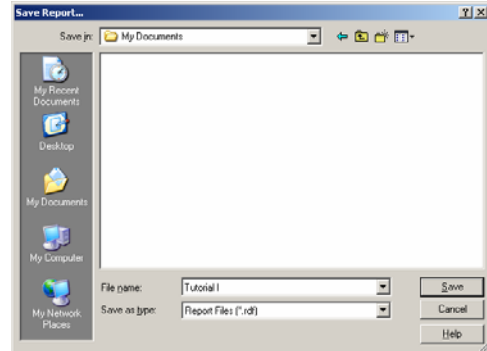 Save Report...
Save in:
My Documents
My Recent
Documents
Desktop
My Documents
My Computer
My Network
Places
File name:
Tutorial I
Save
Save as type:
Report Files (*.rdf)
Cancel
Help